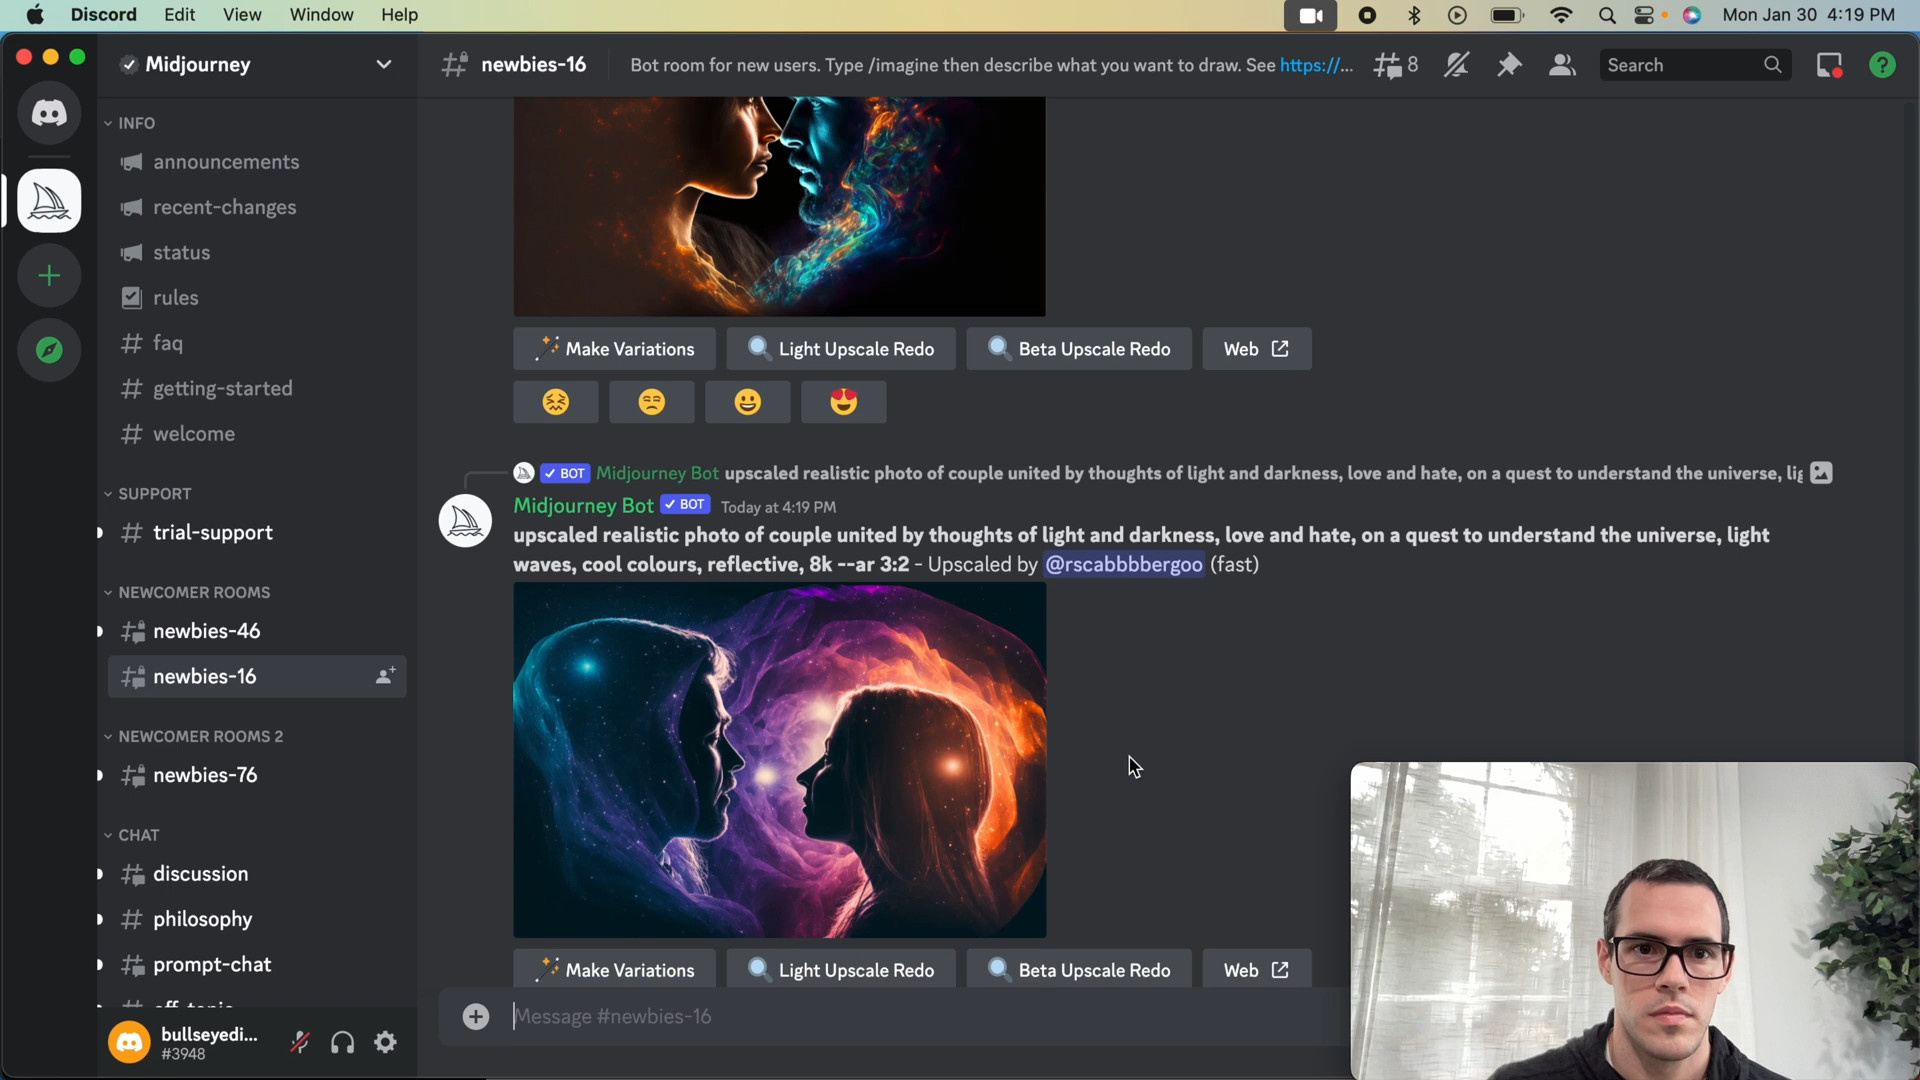 Discord Edit View Window Help Mon Jan 30 4:19 PM
Midjourney
INFO
announcements
recent-changes
status
rules
faq
getting-started
welcome
SUPPORT
trial-support
NEWCOMER ROOMS
newbies-46
newbies-16
NEWCOMER ROOMS 2
newbies-76
CHAT
discussion
philosophy
prompt-chat
off-topic
bullseyedi...
#3948
newbies-16 Bot room for new users. Type /imagine then describe what you want to draw. See https://... 8 Search
Make Variations Light Upscale Redo Beta Upscale Redo Web
BOT Midjourney Bot upscaled realistic photo of couple united by thoughts of light and darkness, love and hate, on a quest to understand the universe, lig
Midjourney Bot BOT Today at 4:19 PM
upscaled realistic photo of couple united by thoughts of light and darkness, love and hate, on a quest to understand the universe, light
waves, cool colours, reflective, 8k --ar 3:2 - Upscaled by @rscabbbbergoo (fast)
Make Variations Light Upscale Redo Beta Upscale Redo Web
Message #newbies-16